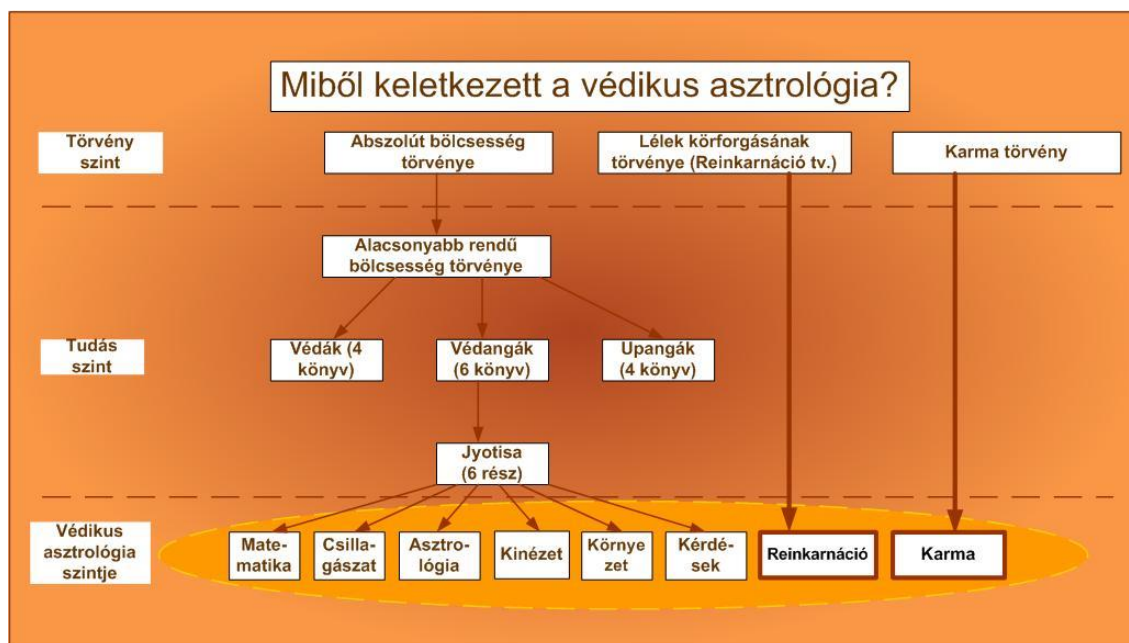 Miből keletkezett a védikus asztrológia?
Törvény
szint
Abszolút bölcsesség
törvénye
Lélek körforgásának
törvénye (Reinkarnáció tv.)
Karma törvény
Alacsonyabb rendű
bölcsesség törvénye
Tudás
szint
Védák (4
könyv)
Védangák
(6 könyv)
Upangák
(4 könyv)
Jyotisa
(6 rész)
Védikus
asztrológia
szintje
Mate-
matika
Csilla-
gászat
Asztro-
lógia
Kinézet
Környe
zet
Kérdé-
sek
Reinkarnáció
Karma